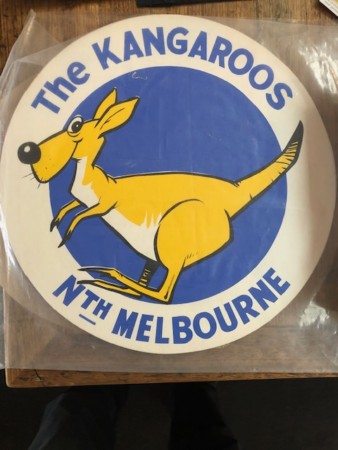 The KANGAROOS
NTH MELBOURNE